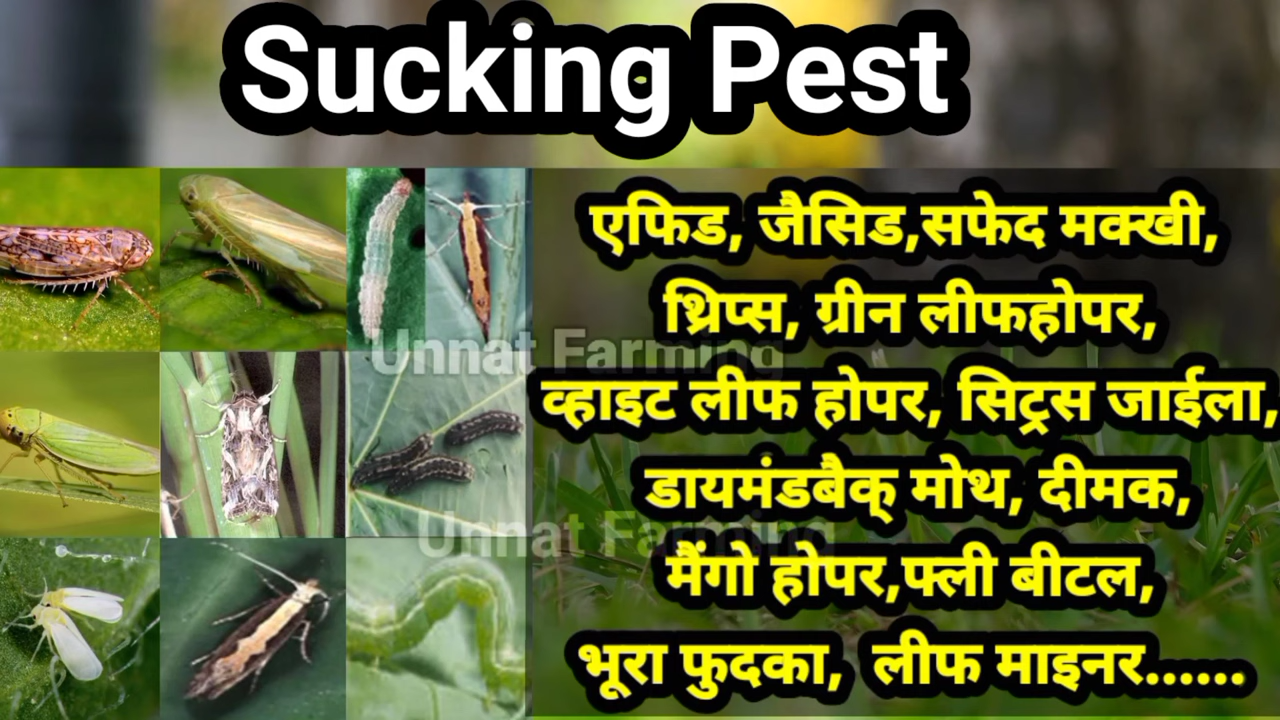 Sucking Pest
एफिड, जैसिड,सफेद मक्खी,
थ्रिप्स, ग्रीन लीफहोपर,
Unnat Farming
व्हाइट लीफ होपर, सिट्रस जाईला,
डायमंडबैक् मोथ, दीमक,
Unnat Farming
मैंगो होपर,फ्ली बीटल,
भूरा फुदका, लीफ माइनर......